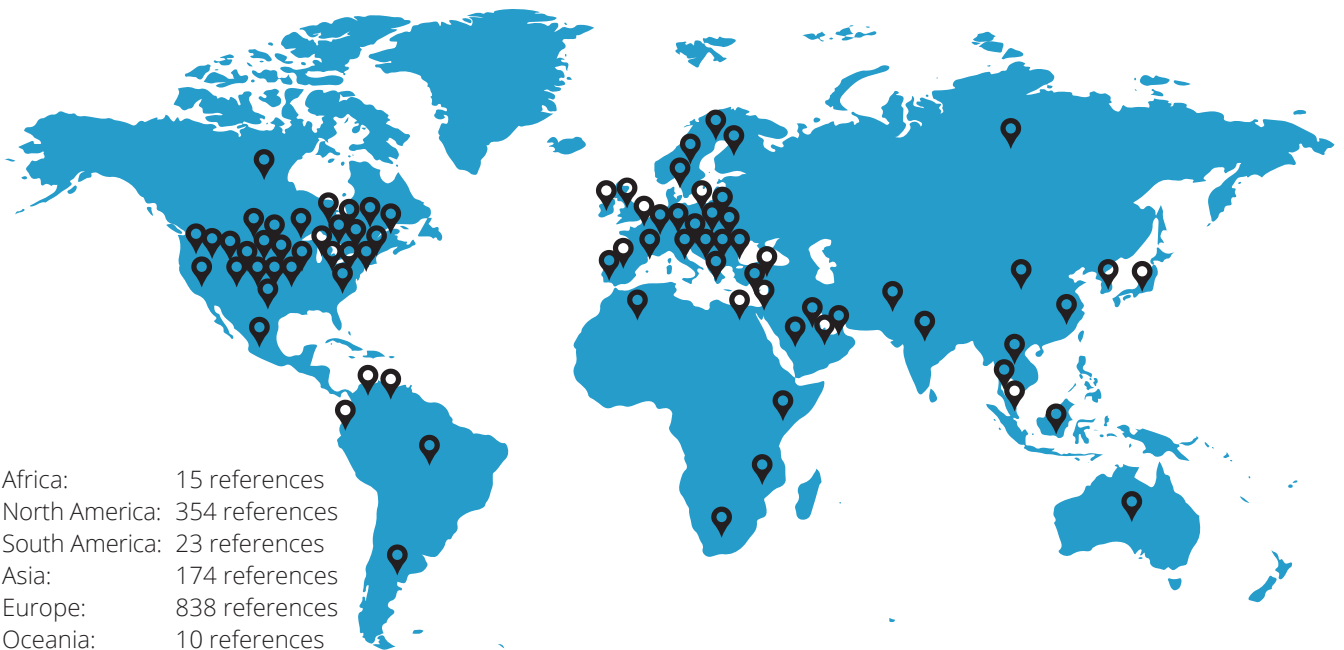 Africa: 15 references
North America: 354 references
South America: 23 references
Asia: 174 references
Europe: 838 references
Oceania: 10 references